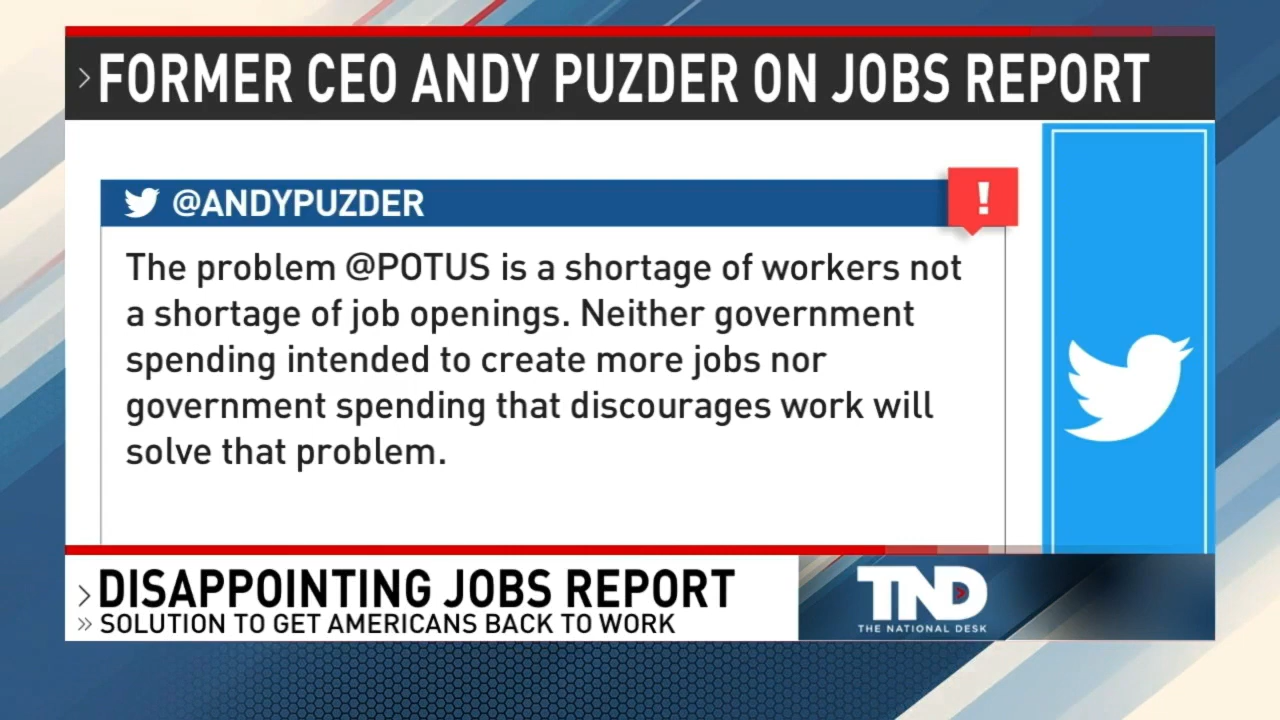 FORMER CEO ANDY PUZDER ON JOBS REPORT
@ANDYPUZDER
!
The problem @POTUS is a shortage of workers not
a shortage of job openings. Neither government
spending intended to create more jobs nor
government spending that discourages work will
solve that problem.
DISAPPOINTING JOBS REPORT
SOLUTION TO GET AMERICANS BACK TO WORK
TND
THE NATIONAL DESK